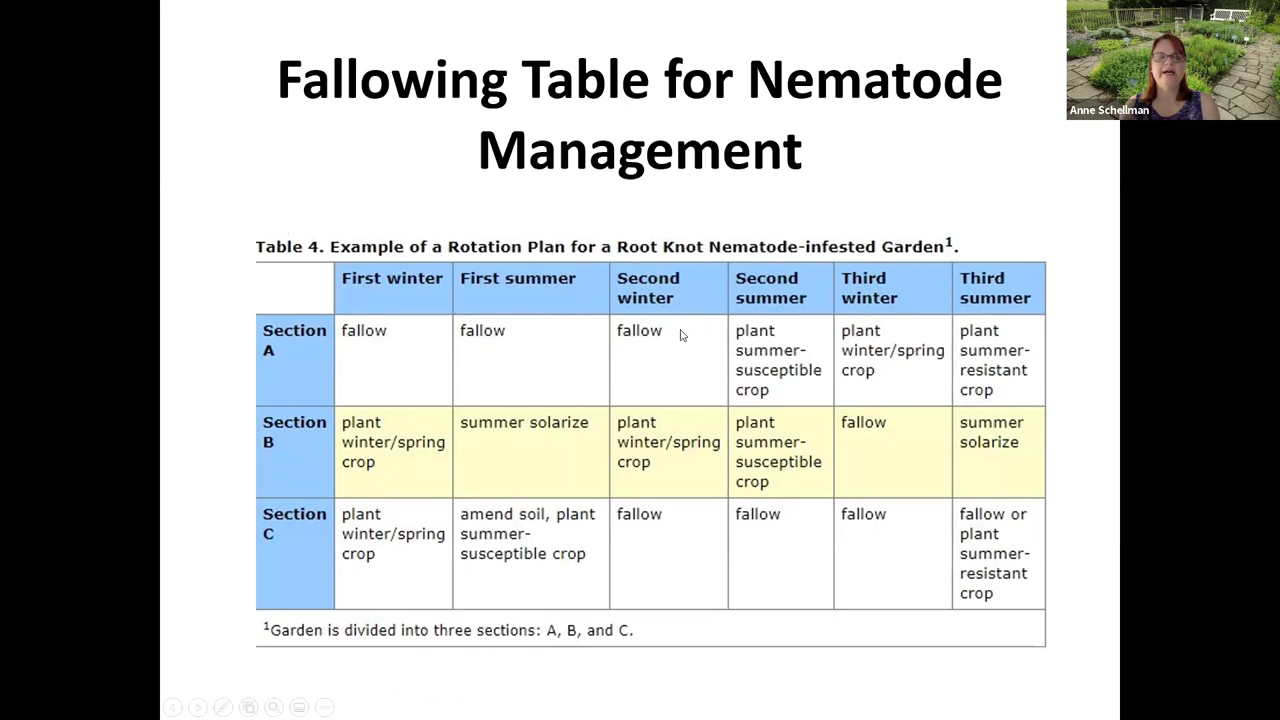 Fallowing Table for Nematode
Management
Anne Schellman
Table 4. Example of a Rotation Plan for a Root Knot Nematode-infested Garden¹.
First winter
First summer
Second
winter
Second
summer
Third
winter
Third
summer
Section
A
fallow
fallow
fallow
plant
summer-
susceptible
crop
plant
winter/spring
crop
plant
summer-
resistant
crop
Section
B
plant
winter/spring
crop
summer solarize
plant
winter/spring
crop
plant
summer-
susceptible
crop
fallow
summer
solarize
Section
C
plant
winter/spring
crop
amend soil, plant
summer-
susceptible crop
fallow
fallow
fallow
fallow or
plant
summer-
resistant
crop
¹Garden is divided into three sections: A, B, and C.